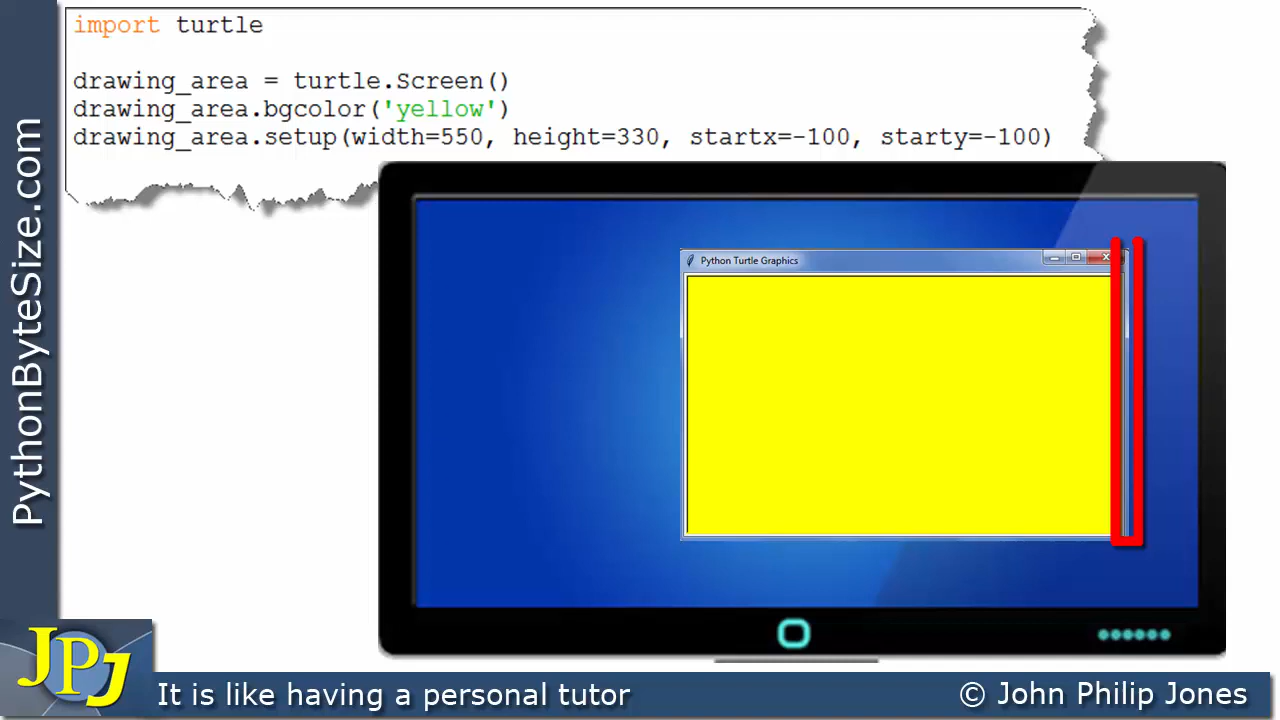 import turtle
drawing_area = turtle.Screen()
drawing_area.bgcolor('yellow')
drawing_area.setup(width=550, height=330, startx=-100, starty=-100)
PythonByteSize.com
Python Turtle Graphics
JPJ
It is like having a personal tutor
© John Philip Jones